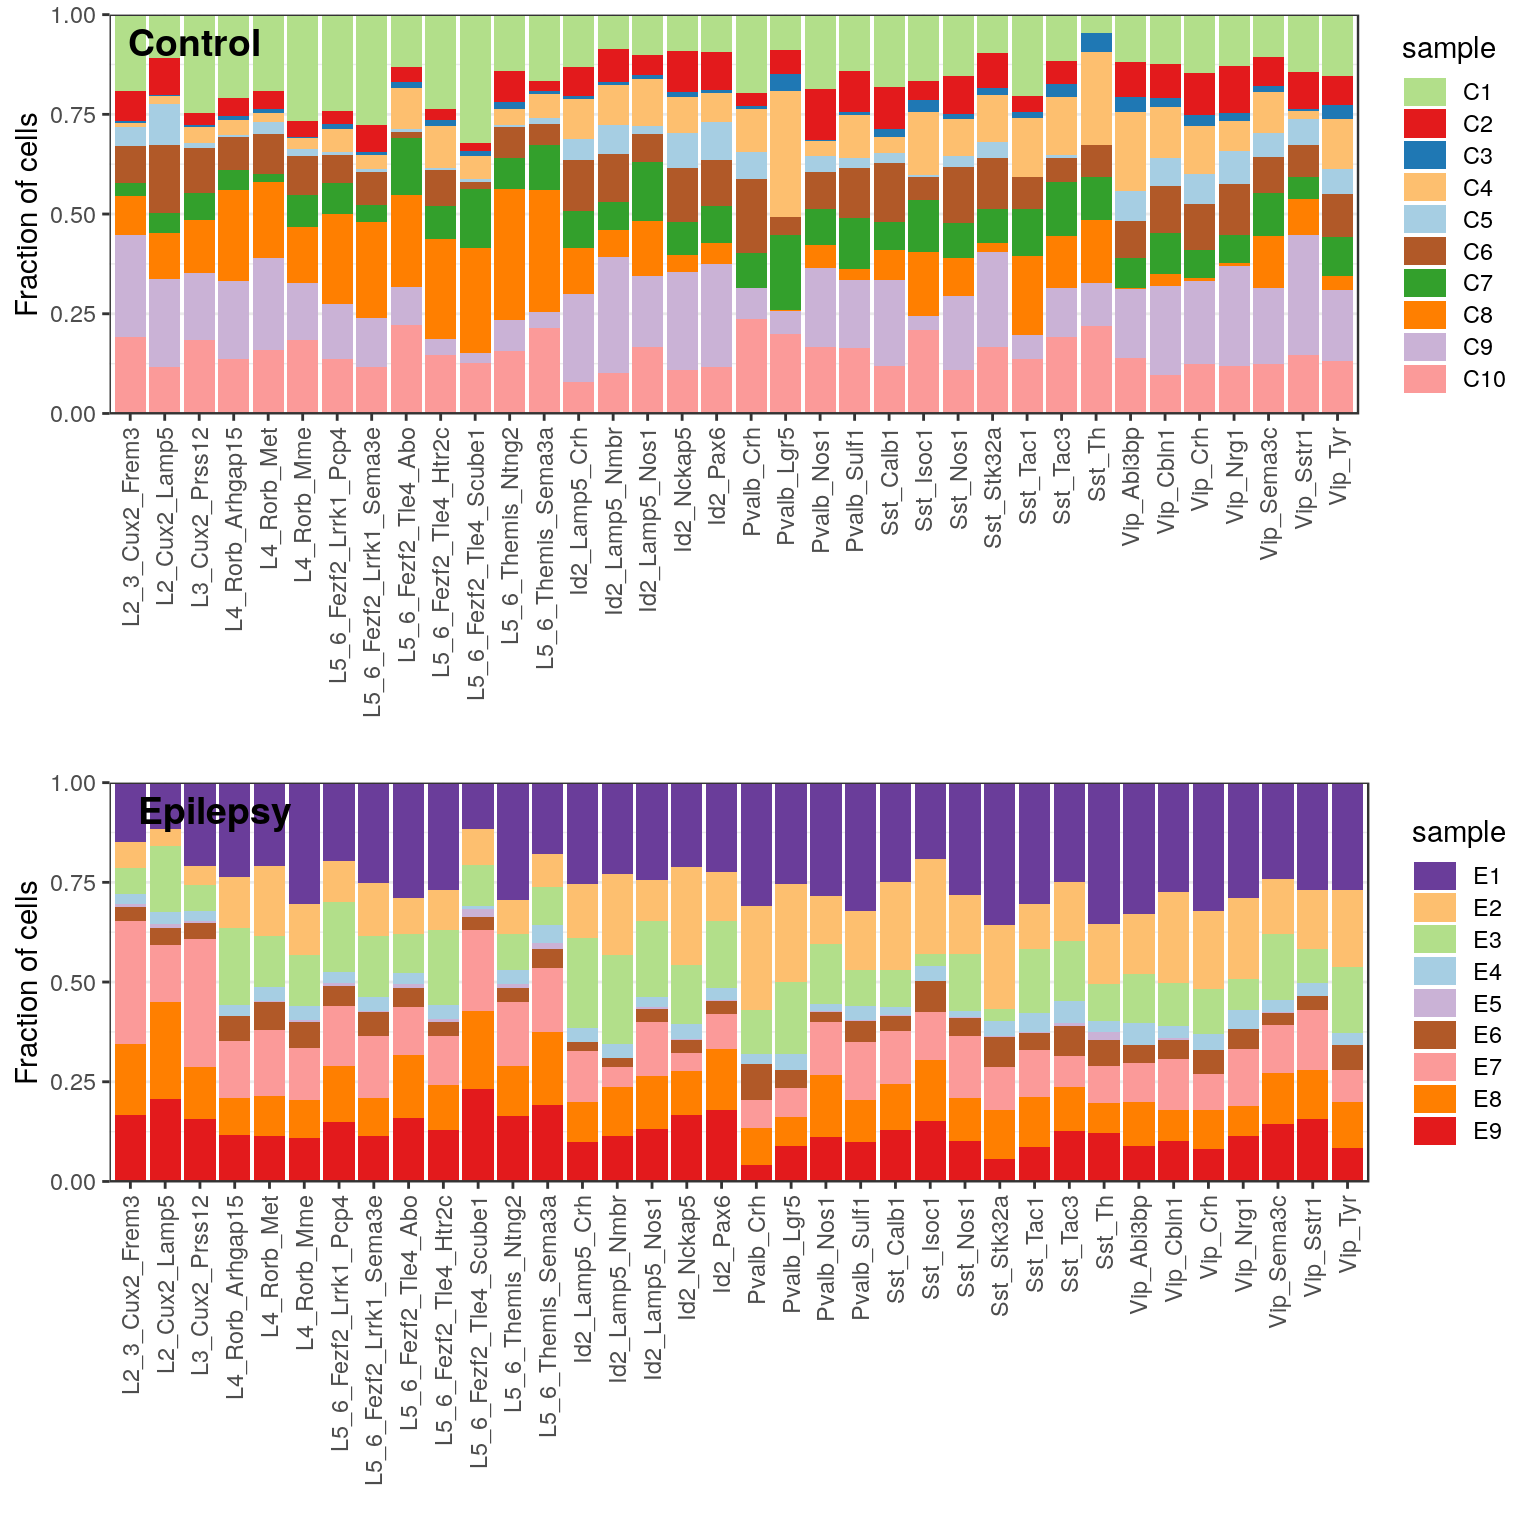 Control
Fraction of cells
1.00
0.75
0.50
0.25
0.00
L2_3_Cux2_Frem3
L2_Cux2_Lamp5
L3_Cux2_Prss12
L4_Rorb_Arhgap15
L4_Rorb_Met
L4_Rorb_Mme
L5_6_Fezf2_Lrrk1_Pcp4
L5_6_Fezf2_Lrrk1_Sema3e
L5_6_Fezf2_Tle4_Abo
L5_6_Fezf2_Tle4_Htr2c
L5_6_Fezf2_Tle4_Scube1
L5_6_Themis_Ntng2
L5_6_Themis_Sema3a
Id2_Lamp5_Crh
Id2_Lamp5_Nmbr
Id2_Lamp5_Nos1
Id2_Nckap5
Id2_Pax6
Pvalb_Crh
Pvalb_Lgr5
Pvalb_Nos1
Pvalb_Sulf1
Sst_Calb1
Sst_Isoc1
Sst_Nos1
Sst_Stk32a
Sst_Tac1
Sst_Tac3
Sst_Th
Vip_Abi3bp
Vip_Cbln1
Vip_Crh
Vip_Nrg1
Vip_Sema3c
Vip_Sstr1
Vip_Tyr
sample
C1
C2
C3
C4
C5
C6
C7
C8
C9
C10
Epilepsy
Fraction of cells
1.00
0.75
0.50
0.25
0.00
L2_3_Cux2_Frem3
L2_Cux2_Lamp5
L3_Cux2_Prss12
L4_Rorb_Arhgap15
L4_Rorb_Met
L4_Rorb_Mme
L5_6_Fezf2_Lrrk1_Pcp4
L5_6_Fezf2_Lrrk1_Sema3e
L5_6_Fezf2_Tle4_Abo
L5_6_Fezf2_Tle4_Htr2c
L5_6_Fezf2_Tle4_Scube1
L5_6_Themis_Ntng2
L5_6_Themis_Sema3a
Id2_Lamp5_Crh
Id2_Lamp5_Nmbr
Id2_Lamp5_Nos1
Id2_Nckap5
Id2_Pax6
Pvalb_Crh
Pvalb_Lgr5
Pvalb_Nos1
Pvalb_Sulf1
Sst_Calb1
Sst_Isoc1
Sst_Nos1
Sst_Stk32a
Sst_Tac1
Sst_Tac3
Sst_Th
Vip_Abi3bp
Vip_Cbln1
Vip_Crh
Vip_Nrg1
Vip_Sema3c
Vip_Sstr1
Vip_Tyr
sample
E1
E2
E3
E4
E5
E6
E7
E8
E9